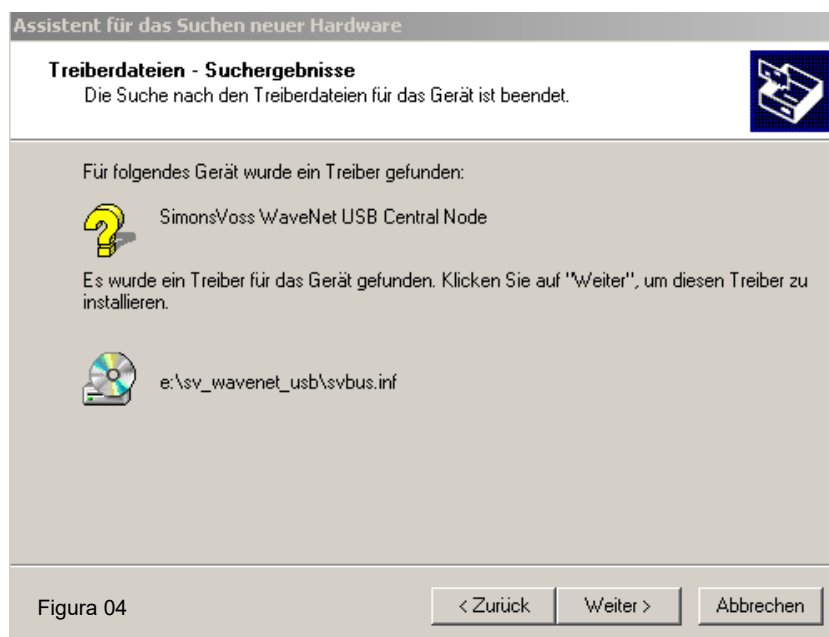 Assistent für das Suchen neuer Hardware
Treiberdateien - Suchergebnisse
Die Suche nach den Treiberdateien für das Gerät ist beendet.
Für folgendes Gerät wurde ein Treiber gefunden:
SimonsVoss WaveNet USB Central Node
Es wurde ein Treiber für das Gerät gefunden. Klicken Sie auf "Weiter", um diesen Treiber zu
installieren.
e:\sv_wavenet_usb\svbus.inf
Figura 04
< Zurück
Weiter >
Abbrechen